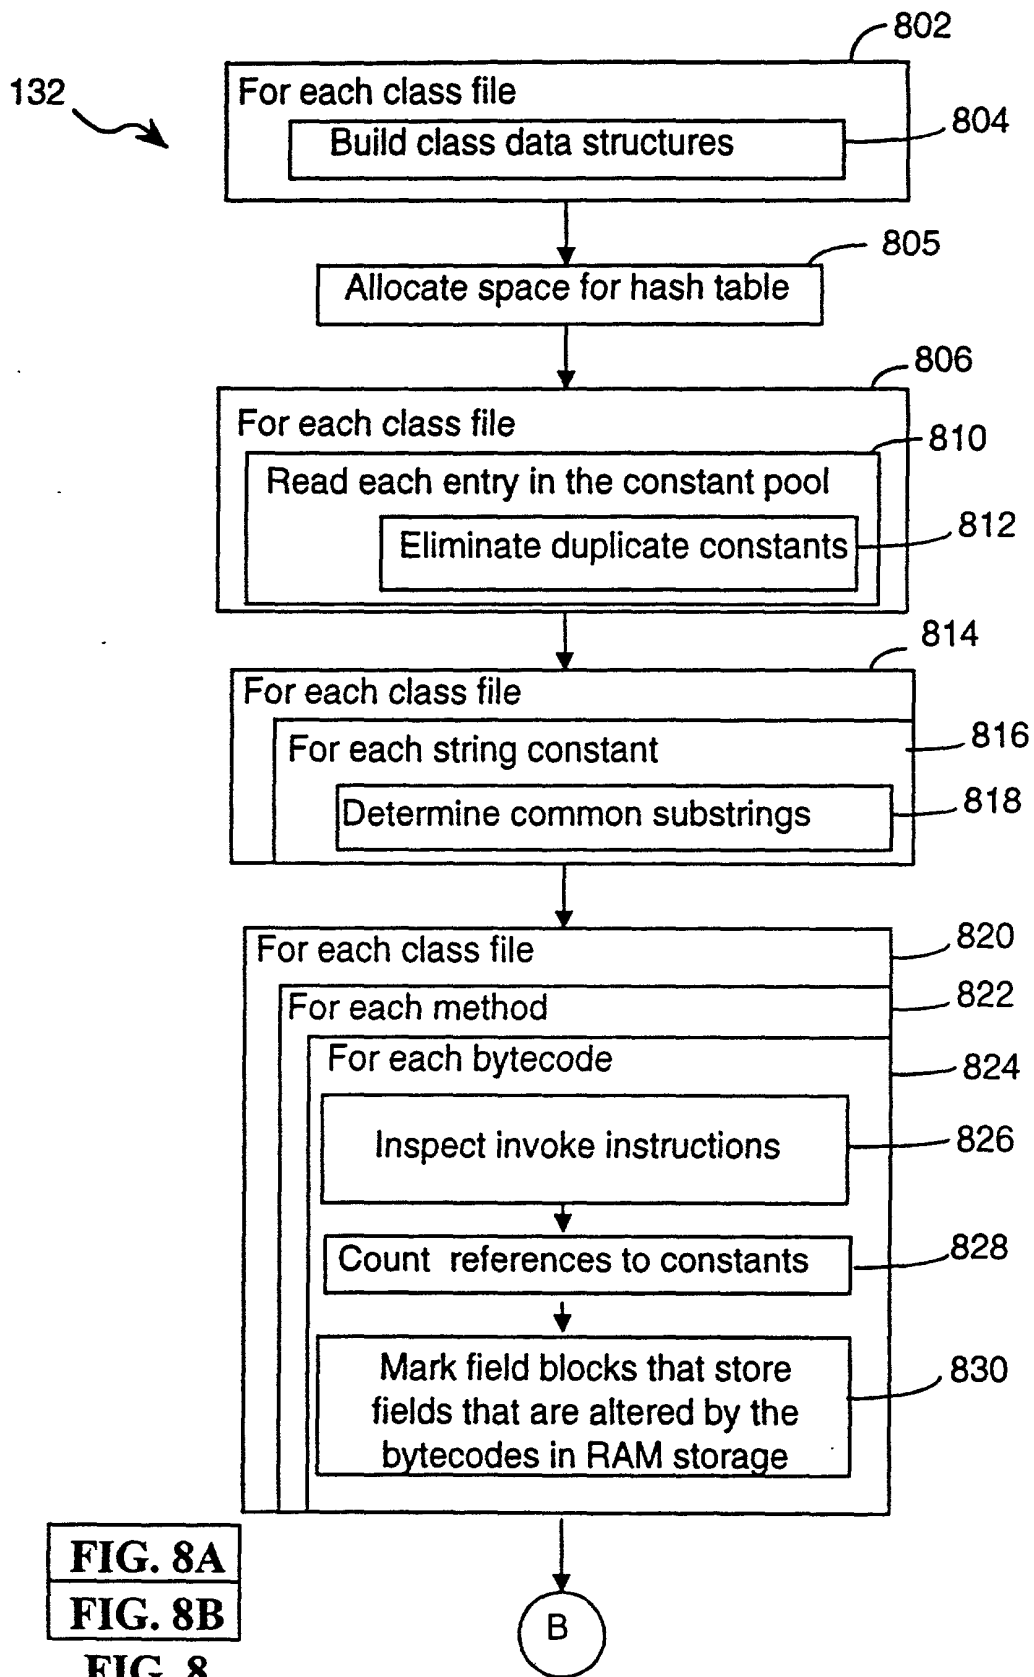 802
132
For each class file
804
Build class data structures
805
Allocate space for hash table
806
For each class file
810
Read each entry in the constant pool
812
Eliminate duplicate constants
814
For each class file
816
For each string constant
818
Determine common substrings
820
For each class file
822
For each method
824
For each bytecode
826
Inspect invoke instructions
828
Count references to constants
830
Mark field blocks that store
fields that are altered by the
bytecodes in RAM storage
FIG. 8A
FIG. 8B
FIG. 8
B